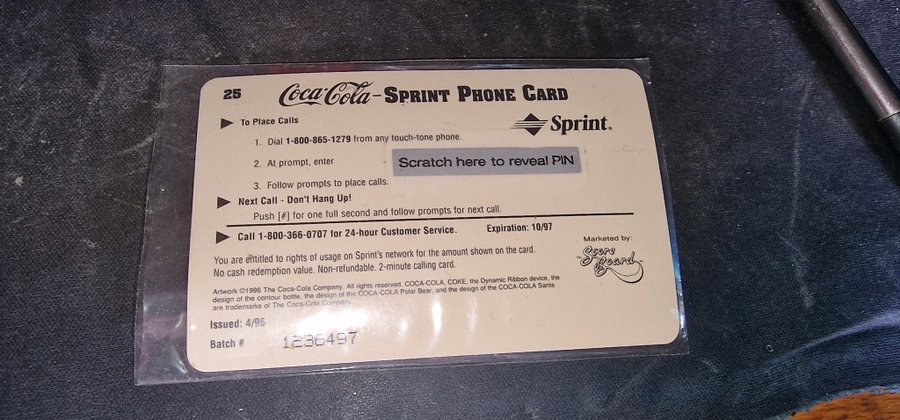 25 Coca-Cola - SPRINT PHONE CARD
▶ To Place Calls
Sprint®
1. Dial 1-800-865-1279 from any touch-tone phone.
2. At prompt, enter Scratch here to reveal PIN
3. Follow prompts to place calls.
▶ Next Call - Don't Hang Up!
Push [#] for one full second and follow prompts for next call.
▶ Call 1-800-366-0707 for 24-hour Customer Service. Expiration: 10/97
Marketed by:
Score Board
You are entitled to rights of usage on Sprint's network for the amount shown on the card.
No cash redemption value. Non-refundable. 2-minute calling card.
Artwork ©1996 The Coca-Cola Company. All rights reserved. COCA-COLA, COKE, the Dynamic Ribbon device, the
design of the contour bottle, the design of the COCA-COLA Polar Bear, and the design of the COCA-COLA Santa
are trademarks of The Coca-Cola Company.
Issued: 4/96
Batch # 1236497